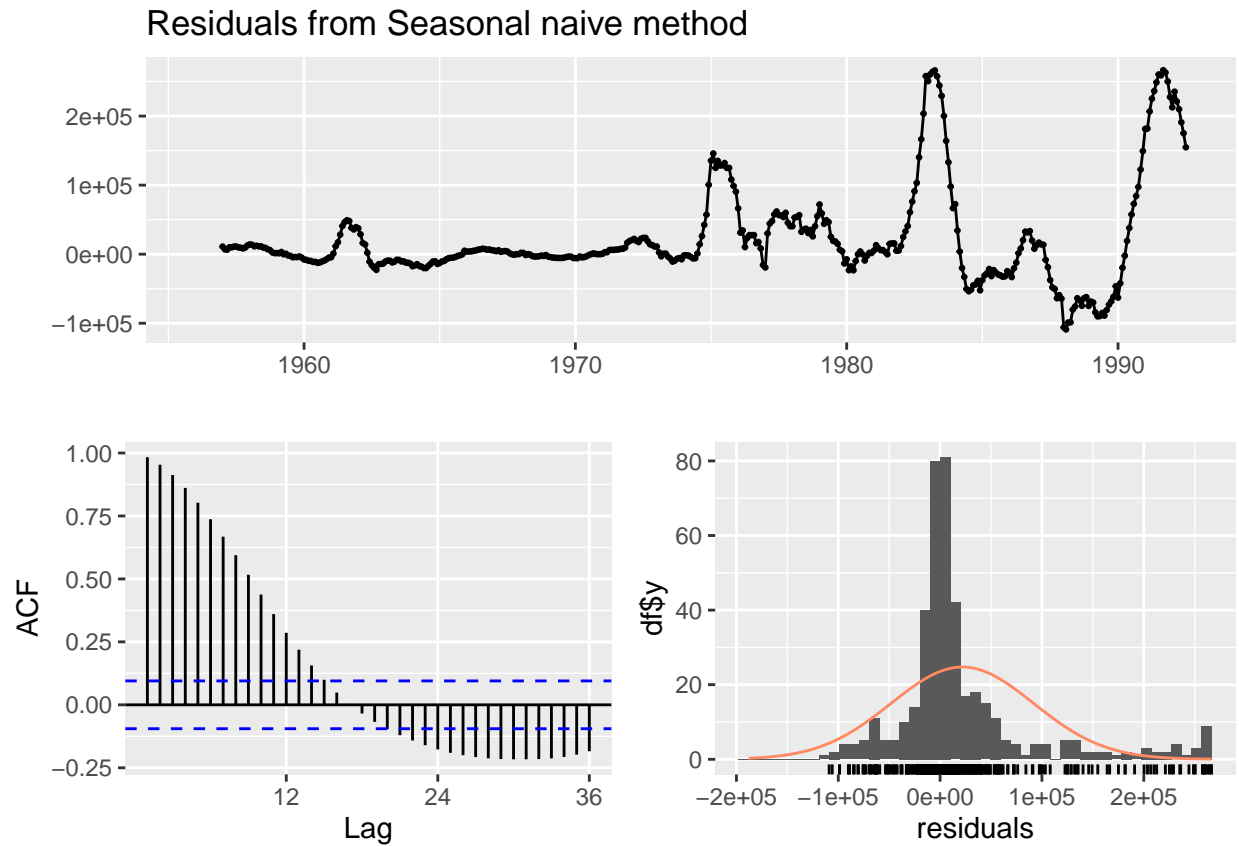 Residuals from Seasonal naive method
2e+05
1e+05
0e+00
−1e+05
1960 1970 1980 1990
1.00
0.75
0.50
0.25
0.00
−0.25
ACF
12 24 36
Lag
80
60
40
20
0
df$y
−2e+05 −1e+05 0e+00 1e+05 2e+05
residuals